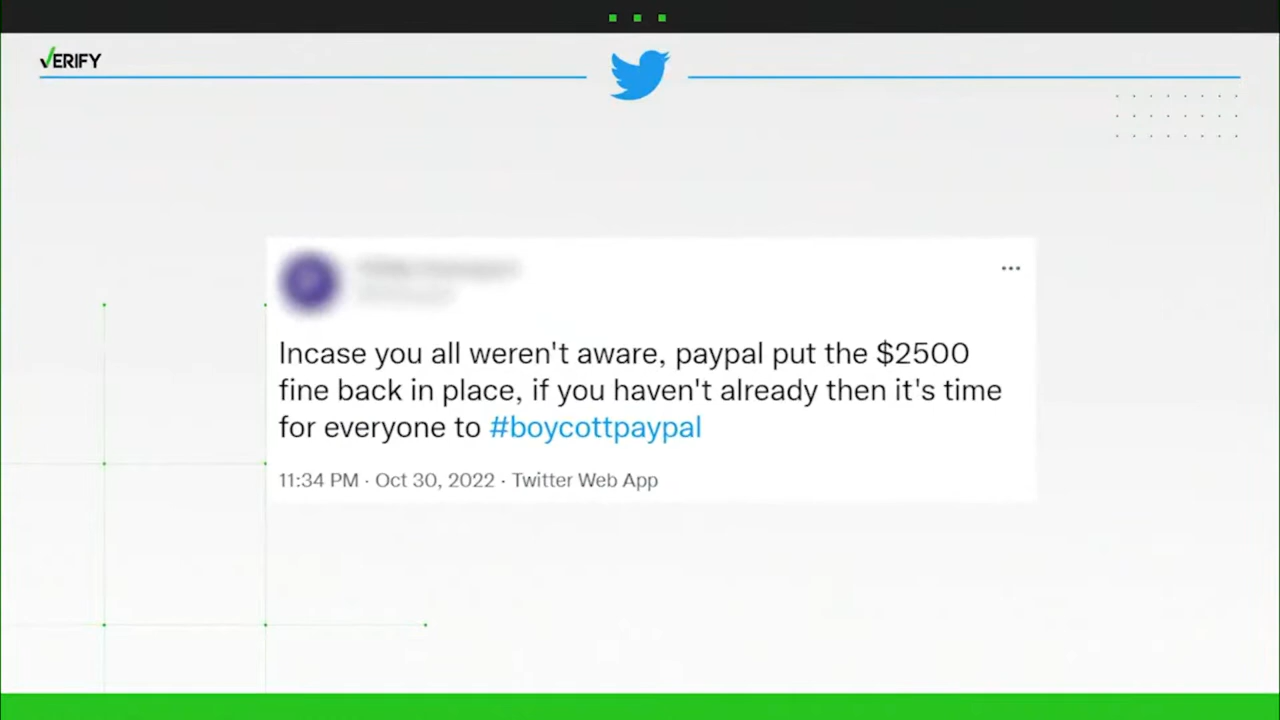 VERIFY
Incase you all weren't aware, paypal put the $2500
fine back in place, if you haven't already then it's time
for everyone to #boycottpaypal
11:34 PM · Oct 30, 2022 · Twitter Web App